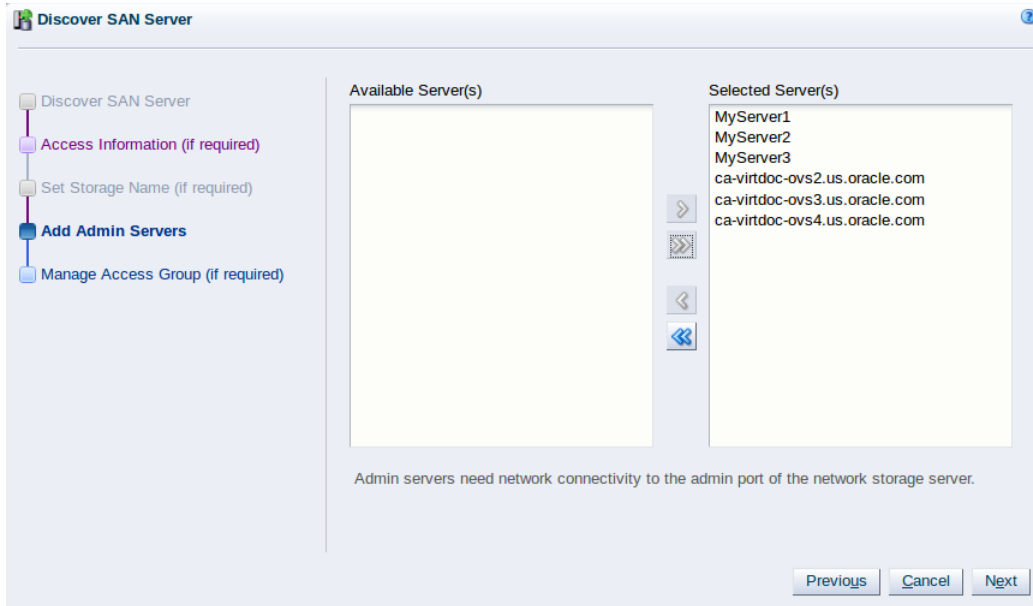 Discover SAN Server
Discover SAN Server
Access Information (if required)
Set Storage Name (if required)
Add Admin Servers
Manage Access Group (if required)
Available Server(s)
Selected Server(s)
MyServer1
MyServer2
MyServer3
ca-virtdoc-ovs2.us.oracle.com
ca-virtdoc-ovs3.us.oracle.com
ca-virtdoc-ovs4.us.oracle.com
Admin servers need network connectivity to the admin port of the network storage server.
Previous
Cancel
Next